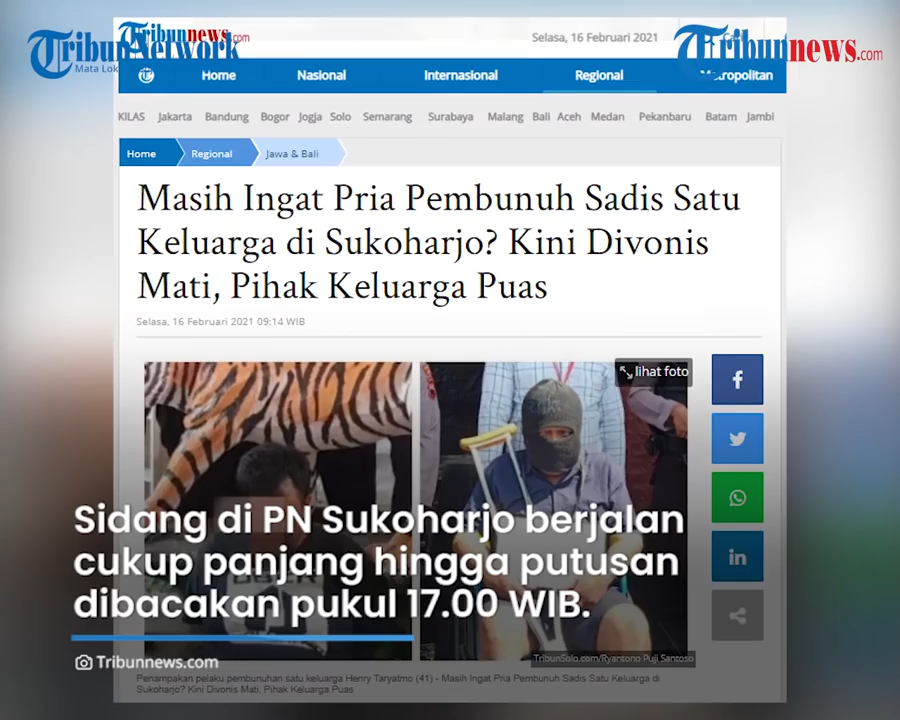 Tribun Network
Mata Lok
Tribunnews.com
Selasa, 16 Februari 2021
Tribunnews.com
Home Nasional Internasional Regional Metropolitan
KILAS Jakarta Bandung Bogor Jogja Solo Semarang Surabaya Malang Bali Aceh Medan Pekanbaru Batam Jambi
Home Regional Jawa & Bali
Masih Ingat Pria Pembunuh Sadis Satu
Keluarga di Sukoharjo? Kini Divonis
Mati, Pihak Keluarga Puas
Selasa, 16 Februari 2021 09:14 WIB
lihat foto
Sidang di PN Sukoharjo berjalan
cukup panjang hingga putusan
dibacakan pukul 17.00 WIB.
Tribunnews.com
TribunSolo.com/Ryantono Puji Santoso
Penampakan pelaku pembunuhan satu keluarga Henry Taryatmo (41) - Masih Ingat Pria Pembunuh Sadis Satu Keluarga di
Sukoharjo? Kini Divonis Mati, Pihak Keluarga Puas